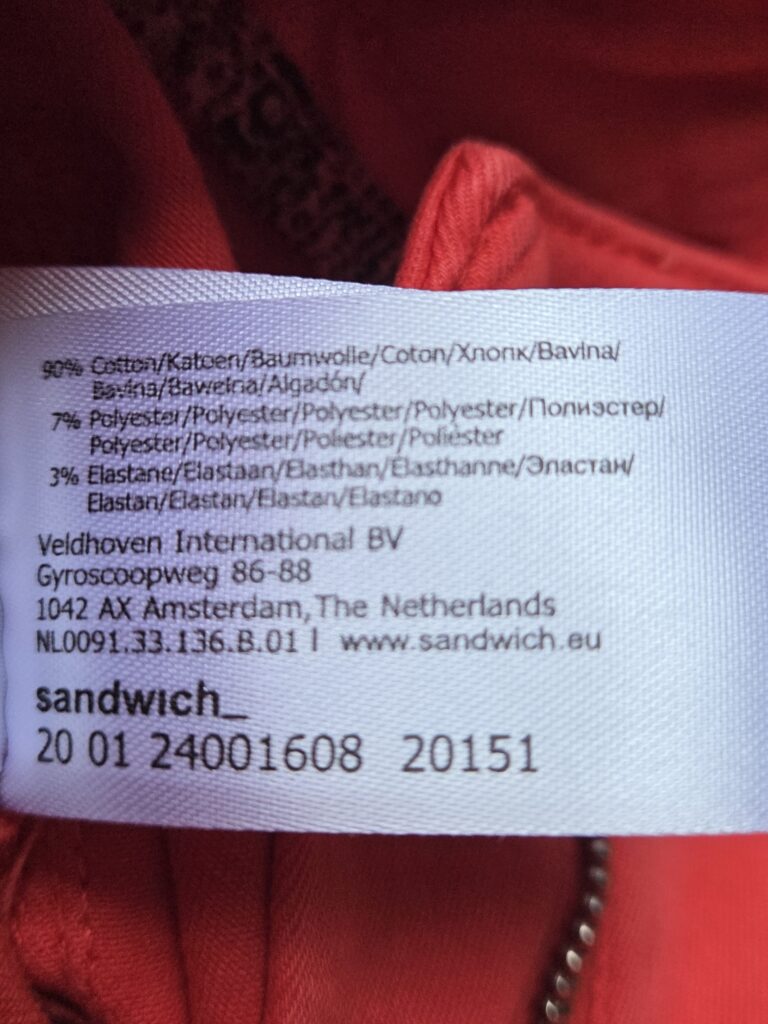 90% Cotton/Katoen/Baumwolle/Coton/Хлопк/Bavlna/
Bavlna/Bawełna/Algadón/
7% Polyester/Polyester/Polyester/Polyester/Полиэстер/
Polyester/Polyester/Poliester/Poliéster
3% Elastane/Elastaan/Elasthan/Élasthanne/Эластан/
Elastan/Elastan/Elastan/Elastano
Veldhoven International BV
Gyroscoopweg 86-88
1042 AX Amsterdam, The Netherlands
NL0091.33.136.B.01 | www.sandwich.eu
sandwich_
20 01 24001608 20151